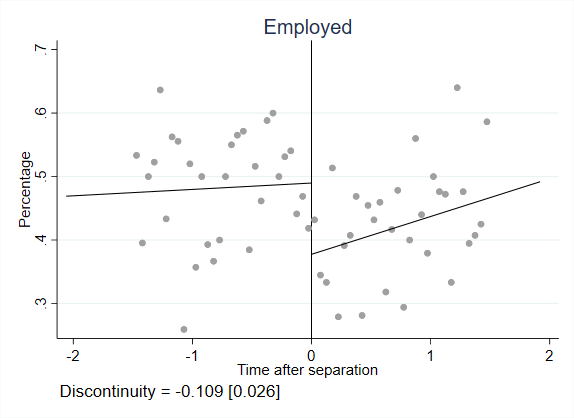 Employed
.7
.6
.5
.4
.3
Percentage
-2 -1 0 1 2
Time after separation
Discontinuity = -0.109 [0.026]